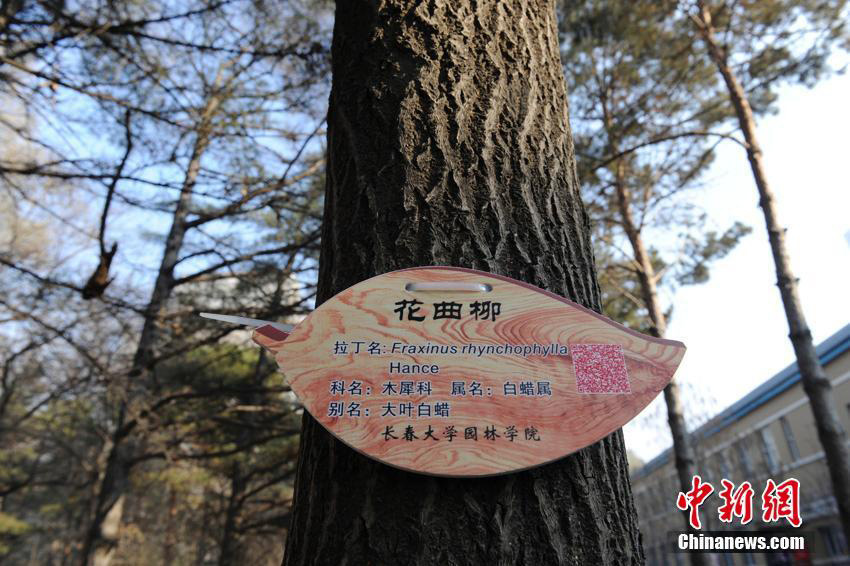 花曲柳
拉丁名: Fraxinus rhynchophylla
Hance
科名: 木犀科 属名: 白蜡属
别名: 大叶白蜡
长春大学园林学院
中新网
Chinanews.com